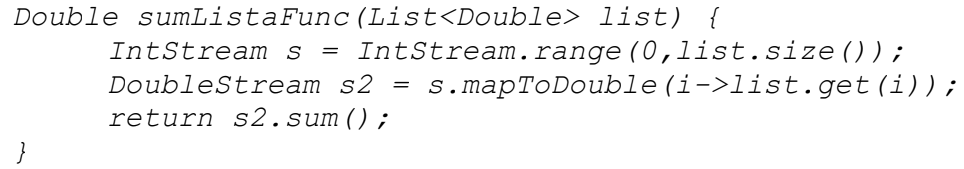 Double sumListaFunc(List<Double> list) {
IntStream s = IntStream.range(0,list.size());
DoubleStream s2 = s.mapToDouble(i->list.get(i));
return s2.sum();
}